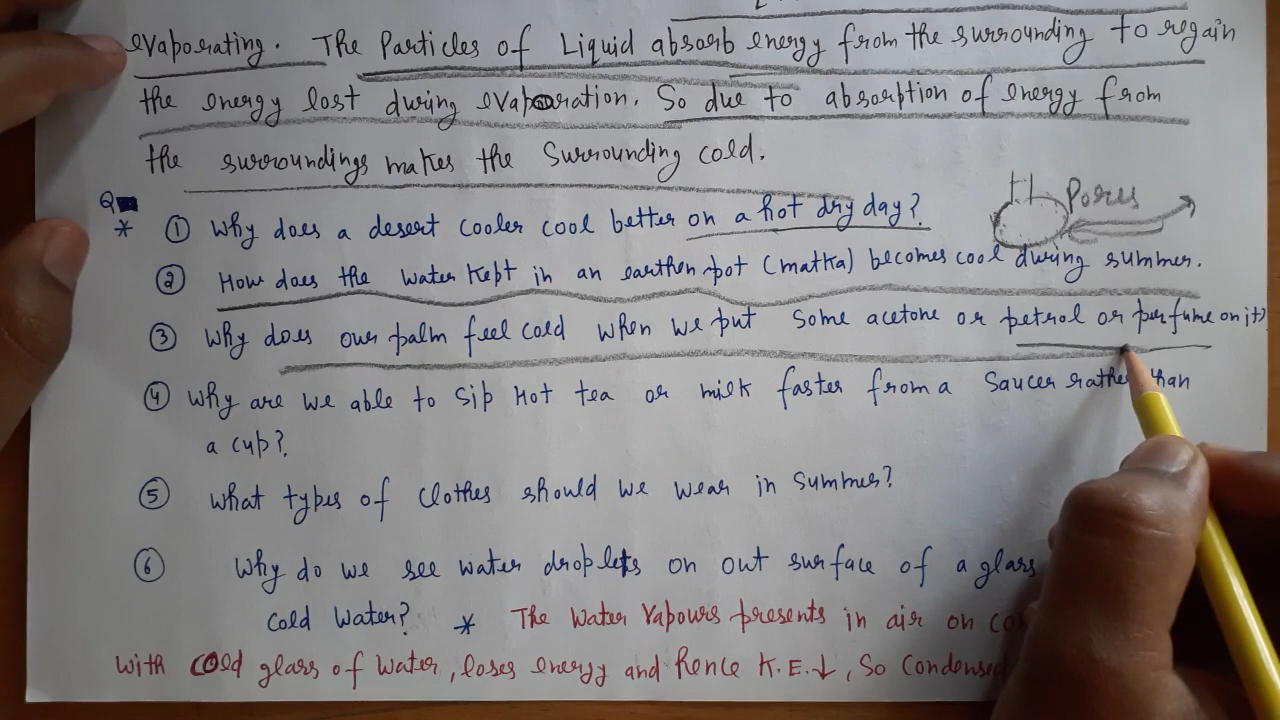 evaporating. The Particles of Liquid absorb energy from the surrounding to regain
the energy lost during evaporation. So due to absorption of energy from
the surroundings makes the Surrounding cold.
Pores
Q
* ① Why does a desert cooler cool better on a hot dry day?
② How does the water kept in an earthen pot (matka) becomes cool during summer.
③ Why does our palm feel cold when we put some acetone or petrol or perfume on it?
④ Why are we able to sip Hot tea or milk faster from a Saucer rather than
a cup?
⑤ What types of clothes should we wear in Summer?
⑥ Why do we see water droplets on out surface of a glass
cold Water? * The Water Vapours presents in air on
with cold glass of Water, loses energy and hence K.E.↓, So Condensed